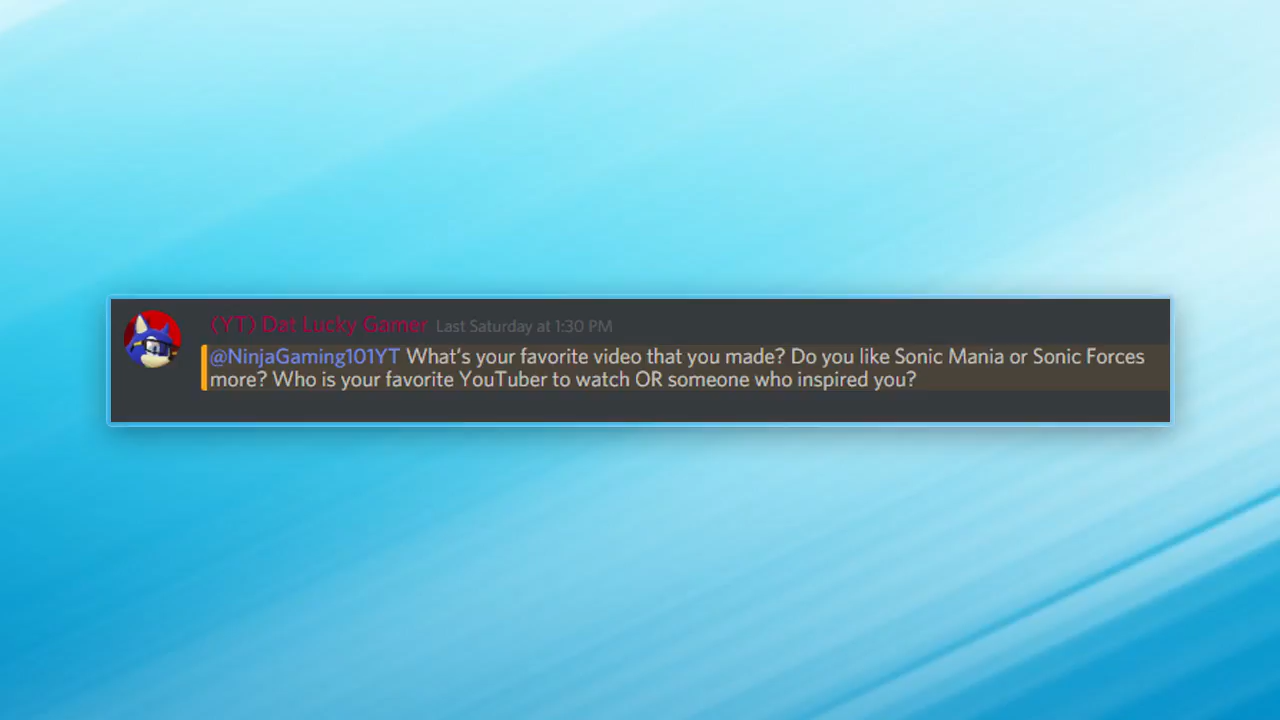 (YT) Dat Lucky Gamer Last Saturday at 1:30 PM
@NinjaGaming101YT What's your favorite video that you made? Do you like Sonic Mania or Sonic Forces
more? Who is your favorite YouTuber to watch OR someone who inspired you?